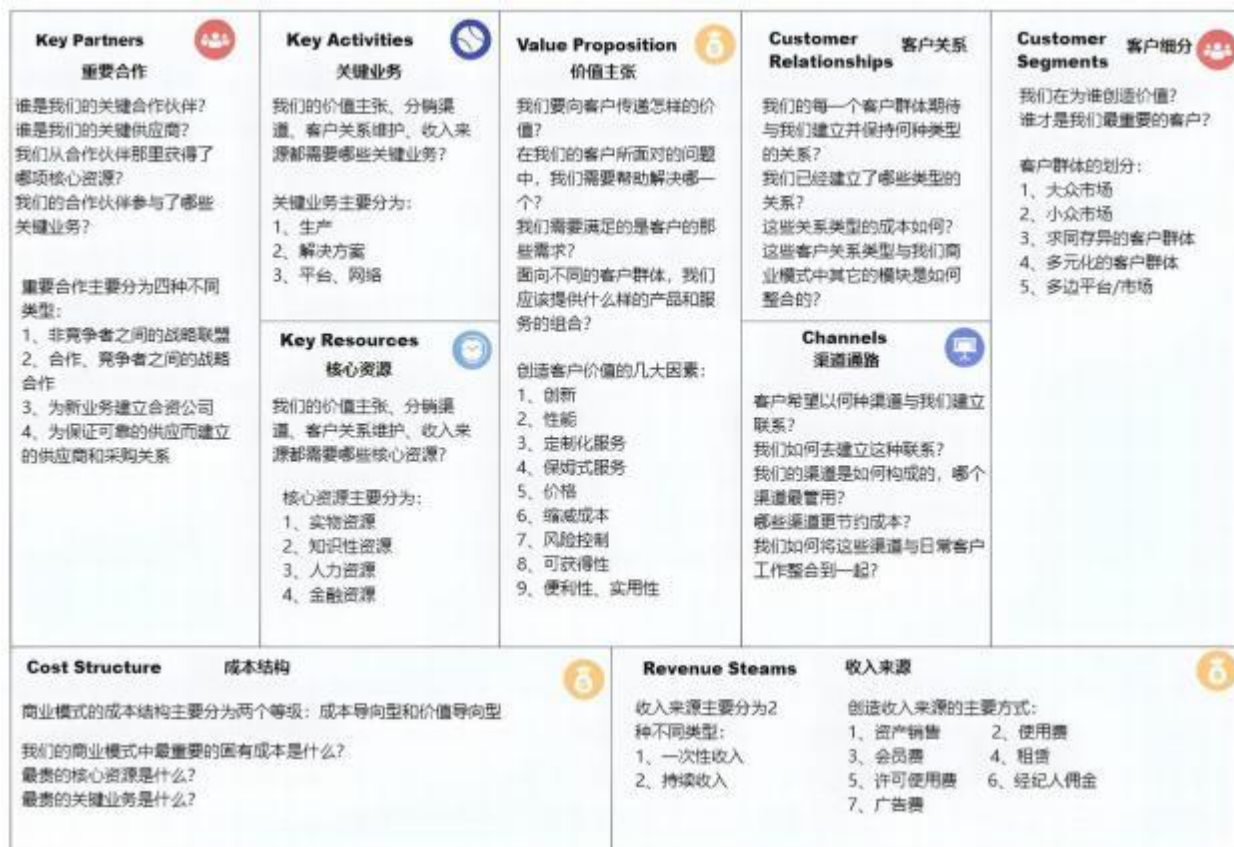 Key Partners
重要合作
谁是我们的关键合作伙伴？
谁是我们的关键供应商？
我们从合作伙伴那里获得了
哪项核心资源？
我们的合作伙伴参与了哪些
关键业务？
重要合作主要分为四种不同
类型：
1、非竞争者之间的战略联盟
2、合作、竞争者之间的战略
合作
3、为新业务建立合资公司
4、为保证可靠的供应而建立
的供应商和采购关系
Key Activities
关键业务
我们的价值主张、分销渠
道、客户关系维护、收入来
源都需要哪些关键业务？
关键业务主要分为：
1、生产
2、解决方案
3、平台、网络
Key Resources
核心资源
我们的价值主张、分销渠
道、客户关系维护、收入来
源都需要哪些核心资源？
核心资源主要分为：
1、实物资源
2、知识性资源
3、人力资源
4、金融资源
Value Proposition
价值主张
我们要向客户传递怎样的价
值？
在我们的客户所面对的问题
中，我们需要帮助解决哪一
个？
我们需要满足的是客户的那
些需求？
面向不同的客户群体，我们
应该提供什么样的产品和服
务的组合？
创造客户价值的几大因素：
1、创新
2、性能
3、定制化服务
4、保姆式服务
5、价格
6、缩减成本
7、风险控制
8、可获得性
9、便利性、实用性
Customer 客户关系
Relationships
我们的每一个客户群体期待
与我们建立并保持何种类型
的关系？
我们已经建立了哪些类型的
关系？
这些关系类型的成本如何？
这些客户关系类型与我们商
业模式中其它的模块是如何
整合的？
Channels
渠道通路
客户希望以何种渠道与我们建立
联系？
我们如何去建立这种联系？
我们的渠道是如何构成的，哪个
渠道最管用？
哪些渠道更节约成本？
我们如何将这些渠道与日常客户
工作整合到一起？
Customer 客户细分
Segments
我们在为谁创造价值？
谁才是我们最重要的客户？
客户群体的划分：
1、大众市场
2、小众市场
3、求同存异的客户群体
4、多元化的客户群体
5、多边平台/市场
Cost Structure 成本结构
商业模式的成本结构主要分为两个等级：成本导向型和价值导向型
我们的商业模式中最重要的固有成本是什么？
最贵的核心资源是什么？
最贵的关键业务是什么？
Revenue Steams 收入来源
收入来源主要分为2
种不同类型：
1、一次性收入
2、持续收入
创造收入来源的主要方式：
1、资产销售 2、使用费
3、会员费 4、租赁
5、许可使用费 6、经纪人佣金
7、广告费